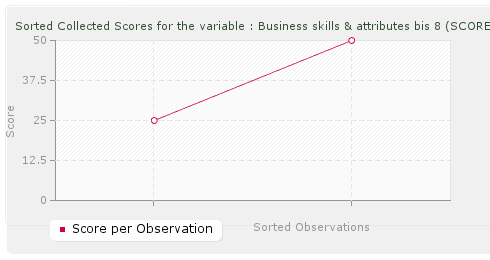 Sorted Collected Scores for the variable : Business skills & attributes bis 8 (SCORE
50
37.5
25
12.5
0
Score
Sorted Observations
Score per Observation